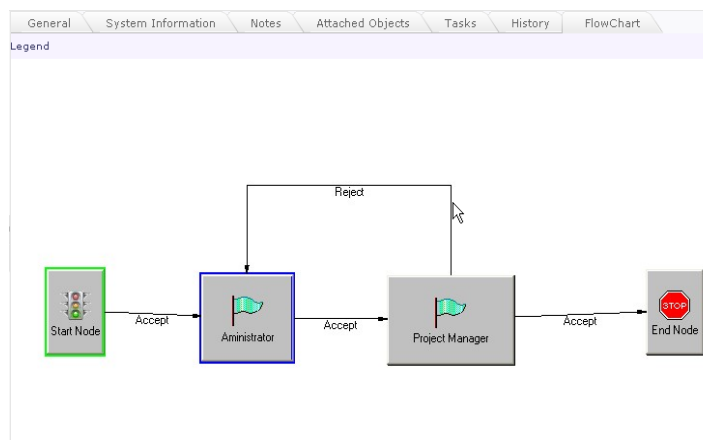 General System Information Notes Attached Objects Tasks History FlowChart
Legend
Reject
Start Node
Accept
Aministrator
Accept
Project Manager
Accept
STOP
End Node